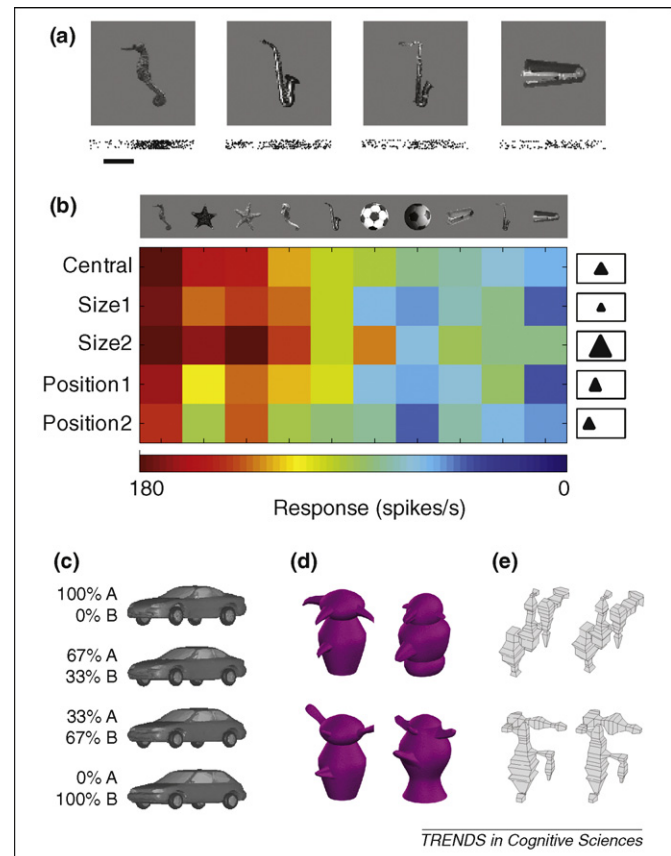 (a)
(b)
Central
Size1
Size2
Position1
Position2
180
0
Response (spikes/s)
(c)
(d)
(e)
100% A
0% B
67% A
33% B
33% A
67% B
0% A
100% B
TRENDS in Cognitive Sciences